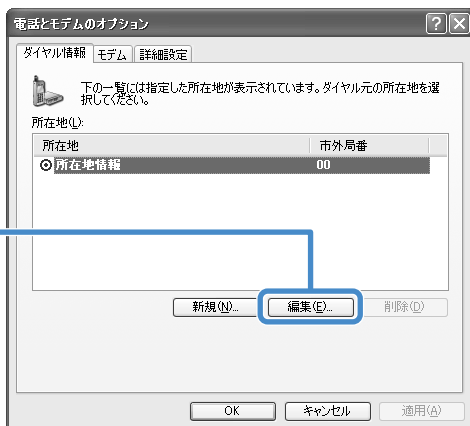 電話とモデムのオプション
ダイヤル情報 モデム 詳細設定
下の一覧には指定した所在地が表示されています。ダイヤル元の所在地を選
択してください。
所在地(L):
所在地 市外局番
所在地情報 00
新規(N)... 編集(E)... 削除(D)
OK キャンセル 適用(A)